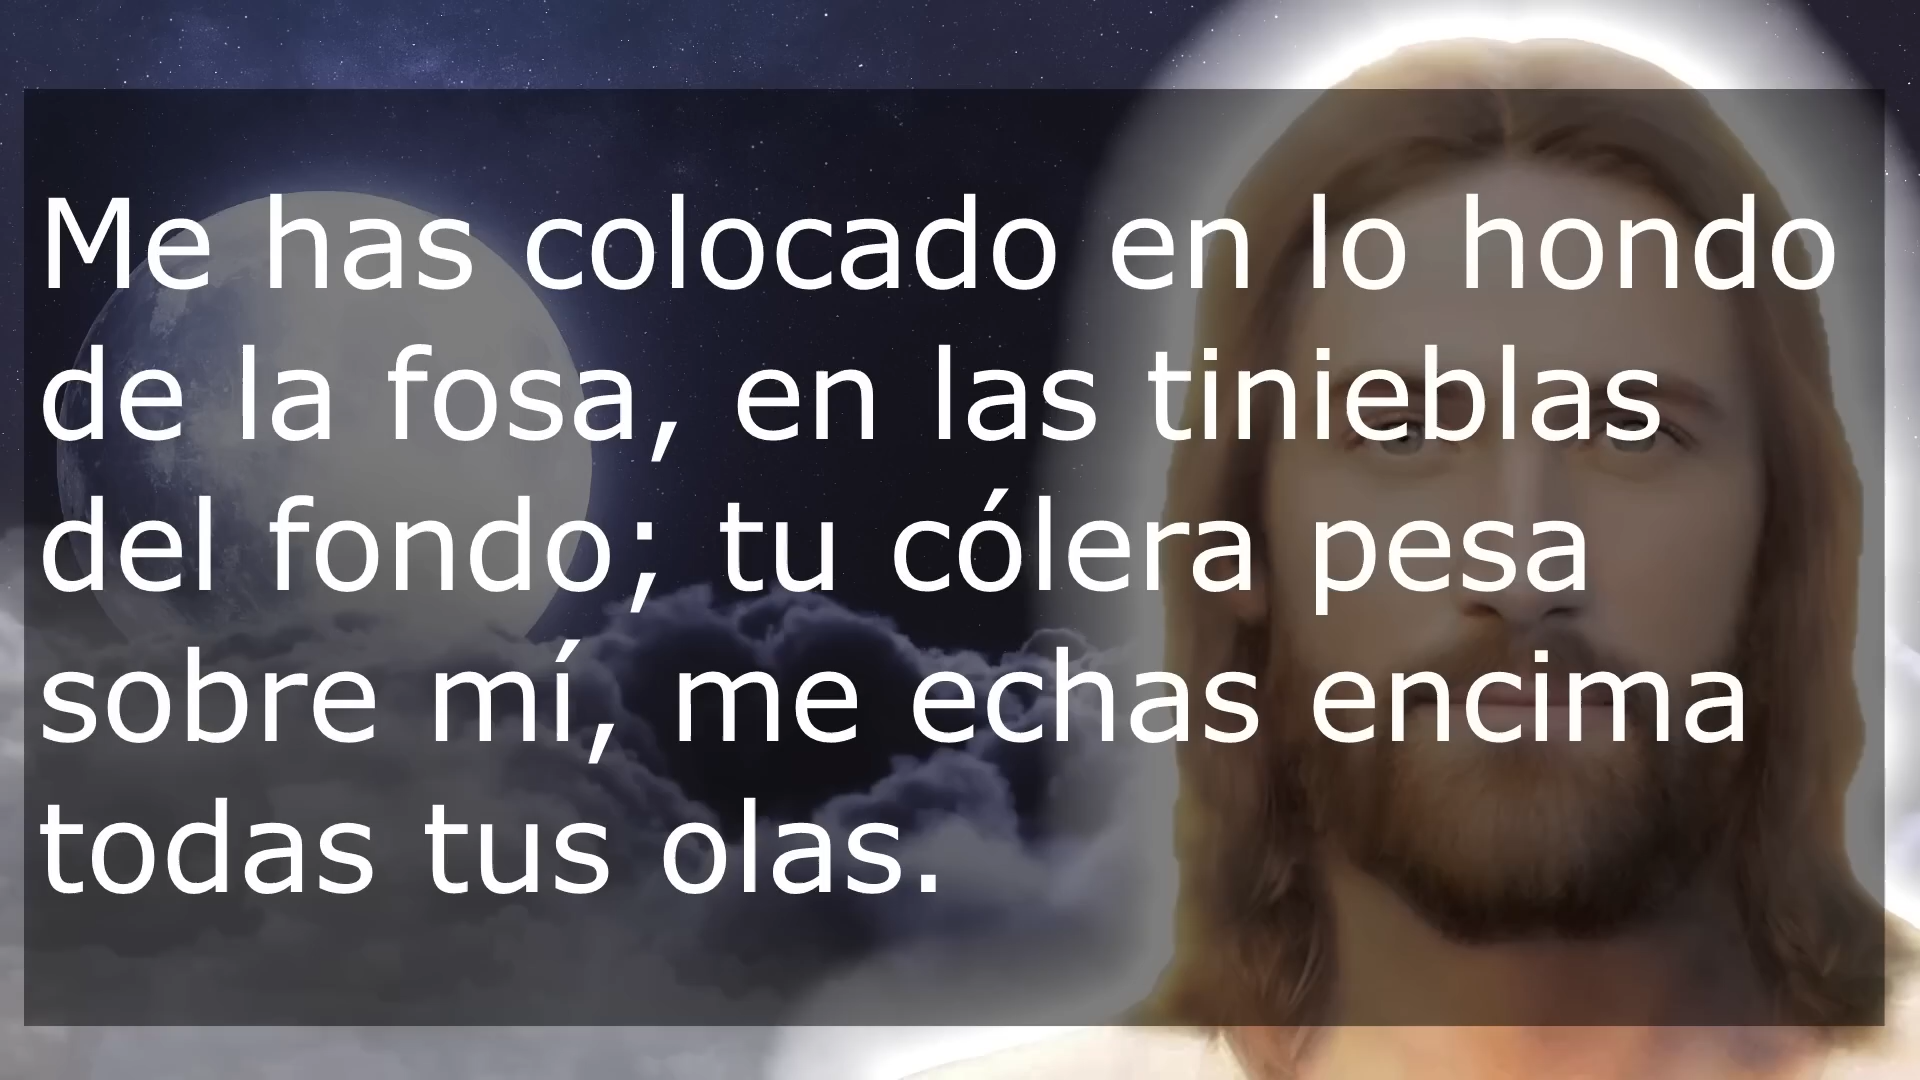 Me has colocado en lo hondo
de la fosa, en las tinieblas
del fondo; tu cólera pesa
sobre mí, me echas encima
todas tus olas.